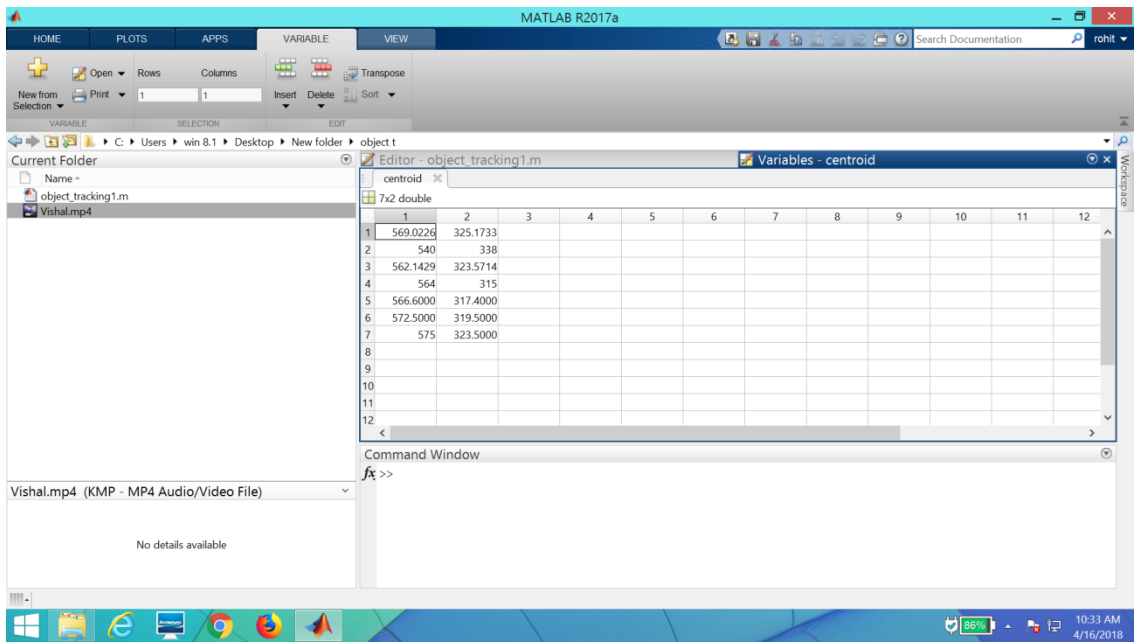 MATLAB R2017a
HOME PLOTS APPS VARIABLE VIEW Search Documentation rohit
New from Selection Open Print Rows Columns Insert Delete Transpose Sort
1 1
VARIABLE SELECTION EDIT
C: Users win 8.1 Desktop New folder object t
Current Folder
Name
object_tracking1.m
Vishal.mp4
Editor - object_tracking1.m
Variables - centroid
Workspace
centroid
7x2 double
1 2 3 4 5 6 7 8 9 10 11 12
1 569.0226 325.1733
2 540 338
3 562.1429 323.5714
4 564 315
5 566.6000 317.4000
6 572.5000 319.5000
7 575 323.5000
8
9
10
11
12
Command Window
fx >>
Vishal.mp4 (KMP - MP4 Audio/Video File)
No details available
86%
10:33 AM
4/16/2018